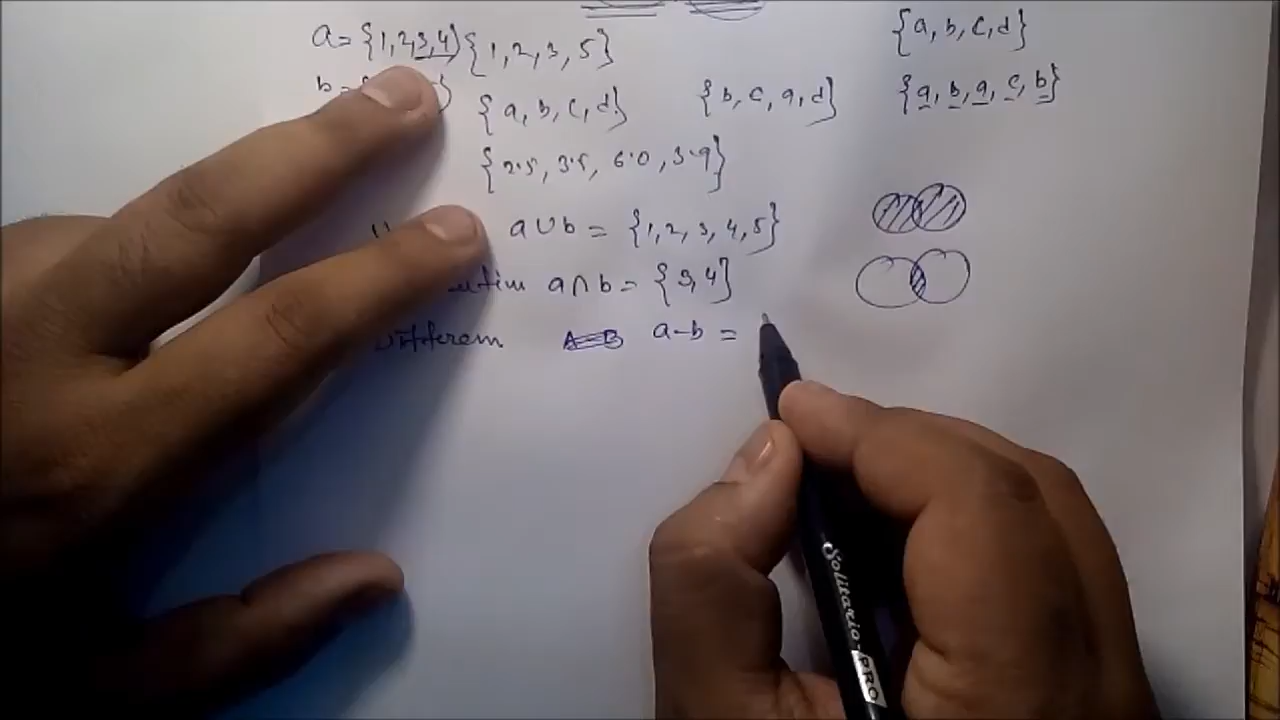 a = {1,2,3,4} {1, 2, 3, 5} {a, b, c, d}
b = { {a, b, c, d} {b, c, a, d} {a, b, a, c, b}
{2.5, 3.5, 6.0, 3.9}
a∪b = {1, 2, 3, 4, 5}
a∩b = {3,4}
Differen a-b =
Solitario PRO